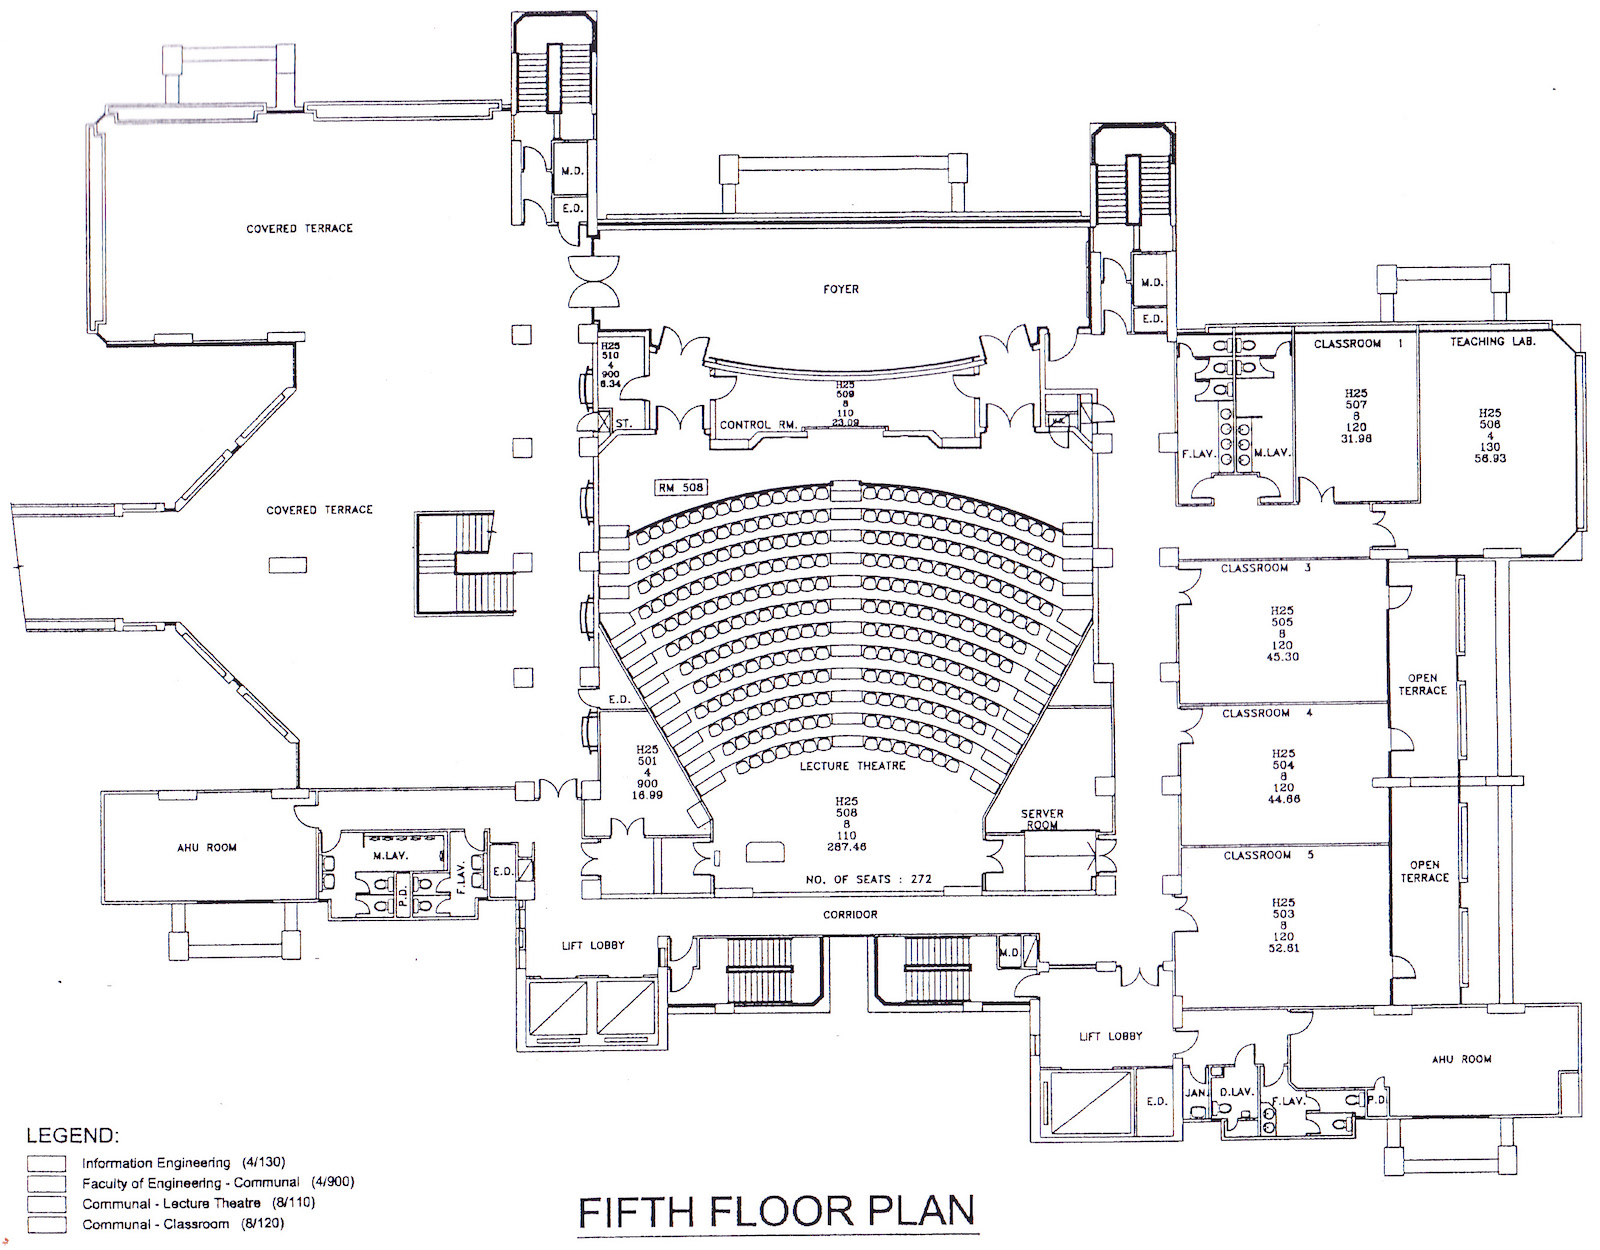 M.D.
E.D.
COVERED TERRACE
FOYER
M.D.
E.D.
H25
510
4
900
6.34
ST.
H25
509
8
110
23.09
CONTROL RM.
CLASSROOM 1
H25
507
8
120
31.98
TEACHING LAB.
H25
506
4
130
56.93
F.LAV.
M.LAV.
RM 508
COVERED TERRACE
CLASSROOM 3
H25
505
8
120
45.30
OPEN
TERRACE
E.D.
CLASSROOM 4
H25
504
8
120
44.66
H25
501
4
900
16.99
LECTURE THEATRE
H25
508
8
110
287.46
NO. OF SEATS : 272
SERVER
ROOM
AHU ROOM
M.LAV.
P.D.
F.LAV.
E.D.
CLASSROOM 5
H25
503
8
120
52.61
OPEN
TERRACE
CORRIDOR
LIFT LOBBY
M.D.
LIFT LOBBY
AHU ROOM
E.D.
JAN.
D.LAV.
F.LAV.
P.D.
LEGEND:
Information Engineering (4/130)
Faculty of Engineering - Communal (4/900)
Communal - Lecture Theatre (8/110)
Communal - Classroom (8/120)
FIFTH FLOOR PLAN